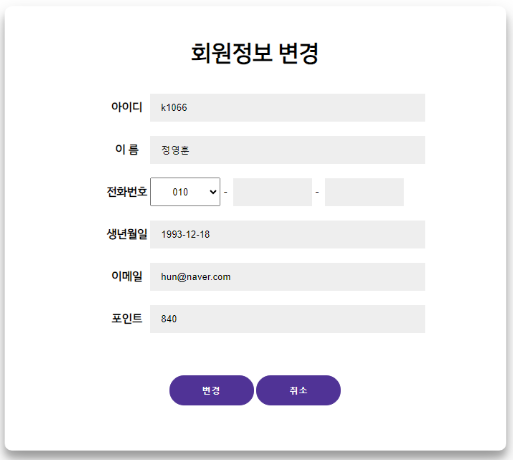 회원정보 변경
아이디 k1066
이 름 정영훈
전화번호 010 - -
생년월일 1993-12-18
이메일 hun@naver.com
포인트 840
변경 취소